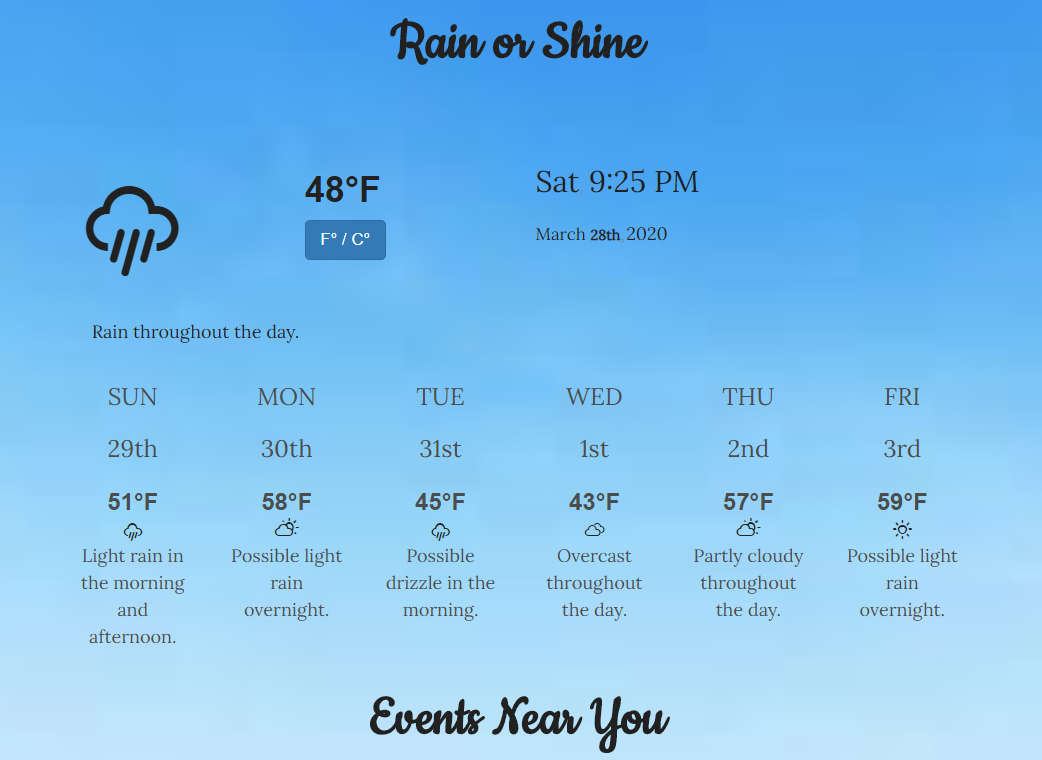 Rain or Shine
48°F
Sat 9:25 PM
F° / C°
March 28th, 2020
Rain throughout the day.
SUN MON TUE WED THU FRI
29th 30th 31st 1st 2nd 3rd
51°F 58°F 45°F 43°F 57°F 59°F
Light rain in
the morning
and
afternoon.
Possible light
rain
overnight.
Possible
drizzle in the
morning.
Overcast
throughout
the day.
Partly cloudy
throughout
the day.
Possible light
rain
overnight.
Events Near You